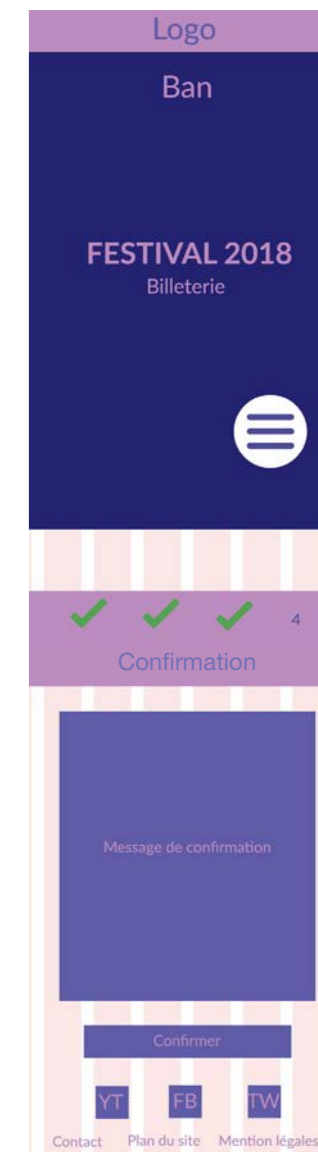 Logo
Ban
FESTIVAL 2018
Billeterie
4
Confirmation
Message de confirmation
Confirmer
YT FB TW
Contact Plan du site Mention légales